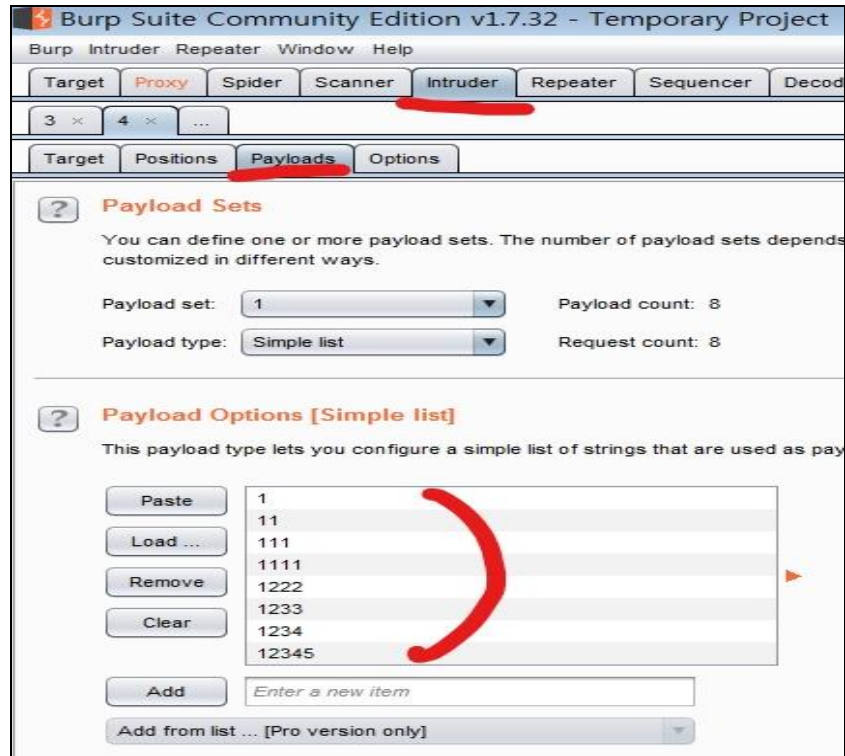 Burp Suite Community Edition v1.7.32 - Temporary Project
Burp Intruder Repeater Window Help
Target Proxy Spider Scanner Intruder Repeater Sequencer Decod
3 × 4 × ...
Target Positions Payloads Options
? Payload Sets
You can define one or more payload sets. The number of payload sets depends
customized in different ways.
Payload set: 1 Payload count: 8
Payload type: Simple list Request count: 8
? Payload Options [Simple list]
This payload type lets you configure a simple list of strings that are used as pay
Paste 1
11
Load ... 111
1111
Remove 1222
1233
Clear 1234
12345
Add Enter a new item
Add from list ... [Pro version only]